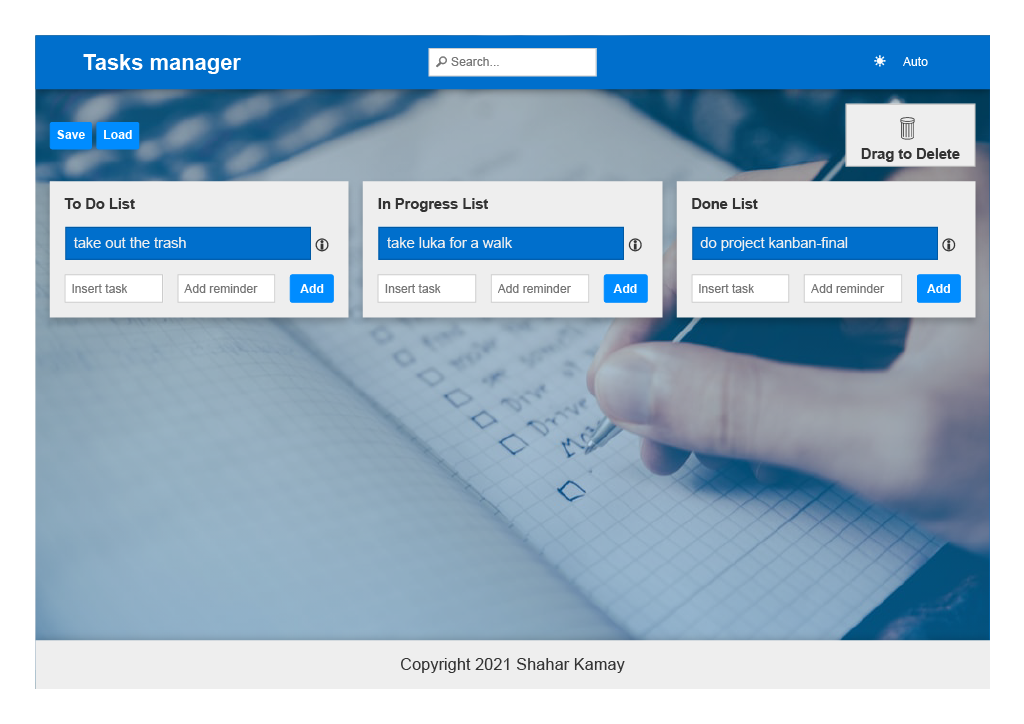 Tasks manager
Search...
Auto
Save
Load
Drag to Delete
To Do List
take out the trash
Insert task
Add reminder
Add
In Progress List
take luka for a walk
Insert task
Add reminder
Add
Done List
do project kanban-final
Insert task
Add reminder
Add
Drive
Copyright 2021 Shahar Kamay